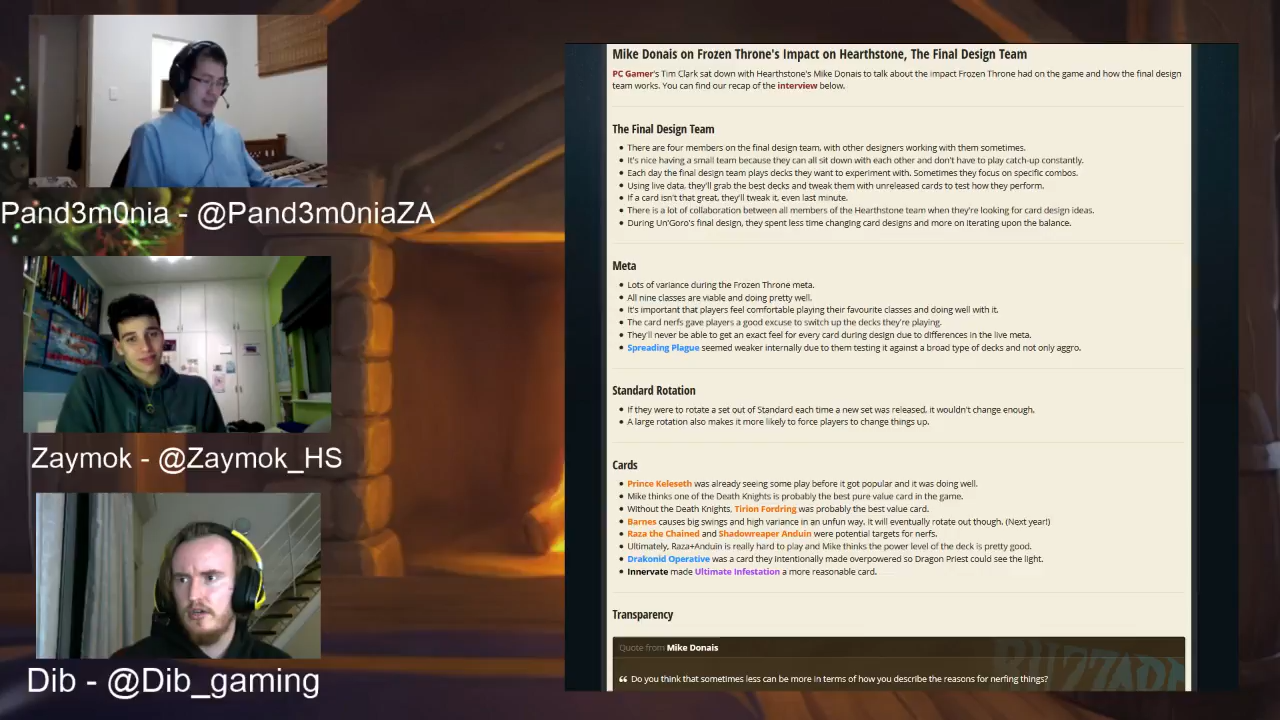 Pand3m0nia - @Pand3m0niaZA
Zaymok - @Zaymok_HS
Dib - @Dib_gaming
Mike Donais on Frozen Throne's Impact on Hearthstone, The Final Design Team
PC Gamer's Tim Clark sat down with Hearthstone's Mike Donais to talk about the impact Frozen Throne had on the game and how the final design
team works. You can find our recap of the interview below.
The Final Design Team
There are four members on the final design team, with other designers working with them sometimes.
It's nice having a small team because they can all sit down with each other and don't have to play catch-up constantly.
Each day the final design team plays decks they want to experiment with. Sometimes they focus on specific combos.
Using live data, they'll grab the best decks and tweak them with unreleased cards to test how they perform.
If a card isn't that great, they'll tweak it, even last minute.
There is a lot of collaboration between all members of the Hearthstone team when they're looking for card design ideas.
During Un'Goro's final design, they spent less time changing card designs and more on iterating upon the balance.
Meta
Lots of variance during the Frozen Throne meta.
All nine classes are viable and doing pretty well.
It's important that players feel comfortable playing their favourite classes and doing well with it.
The card nerfs gave players a good excuse to switch up the decks they're playing.
They'll never be able to get an exact feel for every card during design due to differences in the live meta.
Spreading Plague seemed weaker internally due to them testing it against a broad type of decks and not only aggro.
Standard Rotation
If they were to rotate a set out of Standard each time a new set was released, it wouldn't change enough.
A large rotation also makes it more likely to force players to change things up.
Cards
Prince Keleseth was already seeing some play before it got popular and it was doing well.
Mike thinks one of the Death Knights is probably the best pure value card in the game.
Without the Death Knights, Tirion Fordring was probably the best value card.
Barnes causes big swings and high variance in an unfun way. It will eventually rotate out though. (Next year!)
Raza the Chained and Shadowreaper Anduin were potential targets for nerfs.
Ultimately, Raza+Anduin is really hard to play and Mike thinks the power level of the deck is pretty good.
Drakonid Operative was a card they intentionally made overpowered so Dragon Priest could see the light.
Innervate made Ultimate Infestation a more reasonable card.
Transparency
Quote from Mike Donais
“ Do you think that sometimes less can be more in terms of how you describe the reasons for nerfing things?